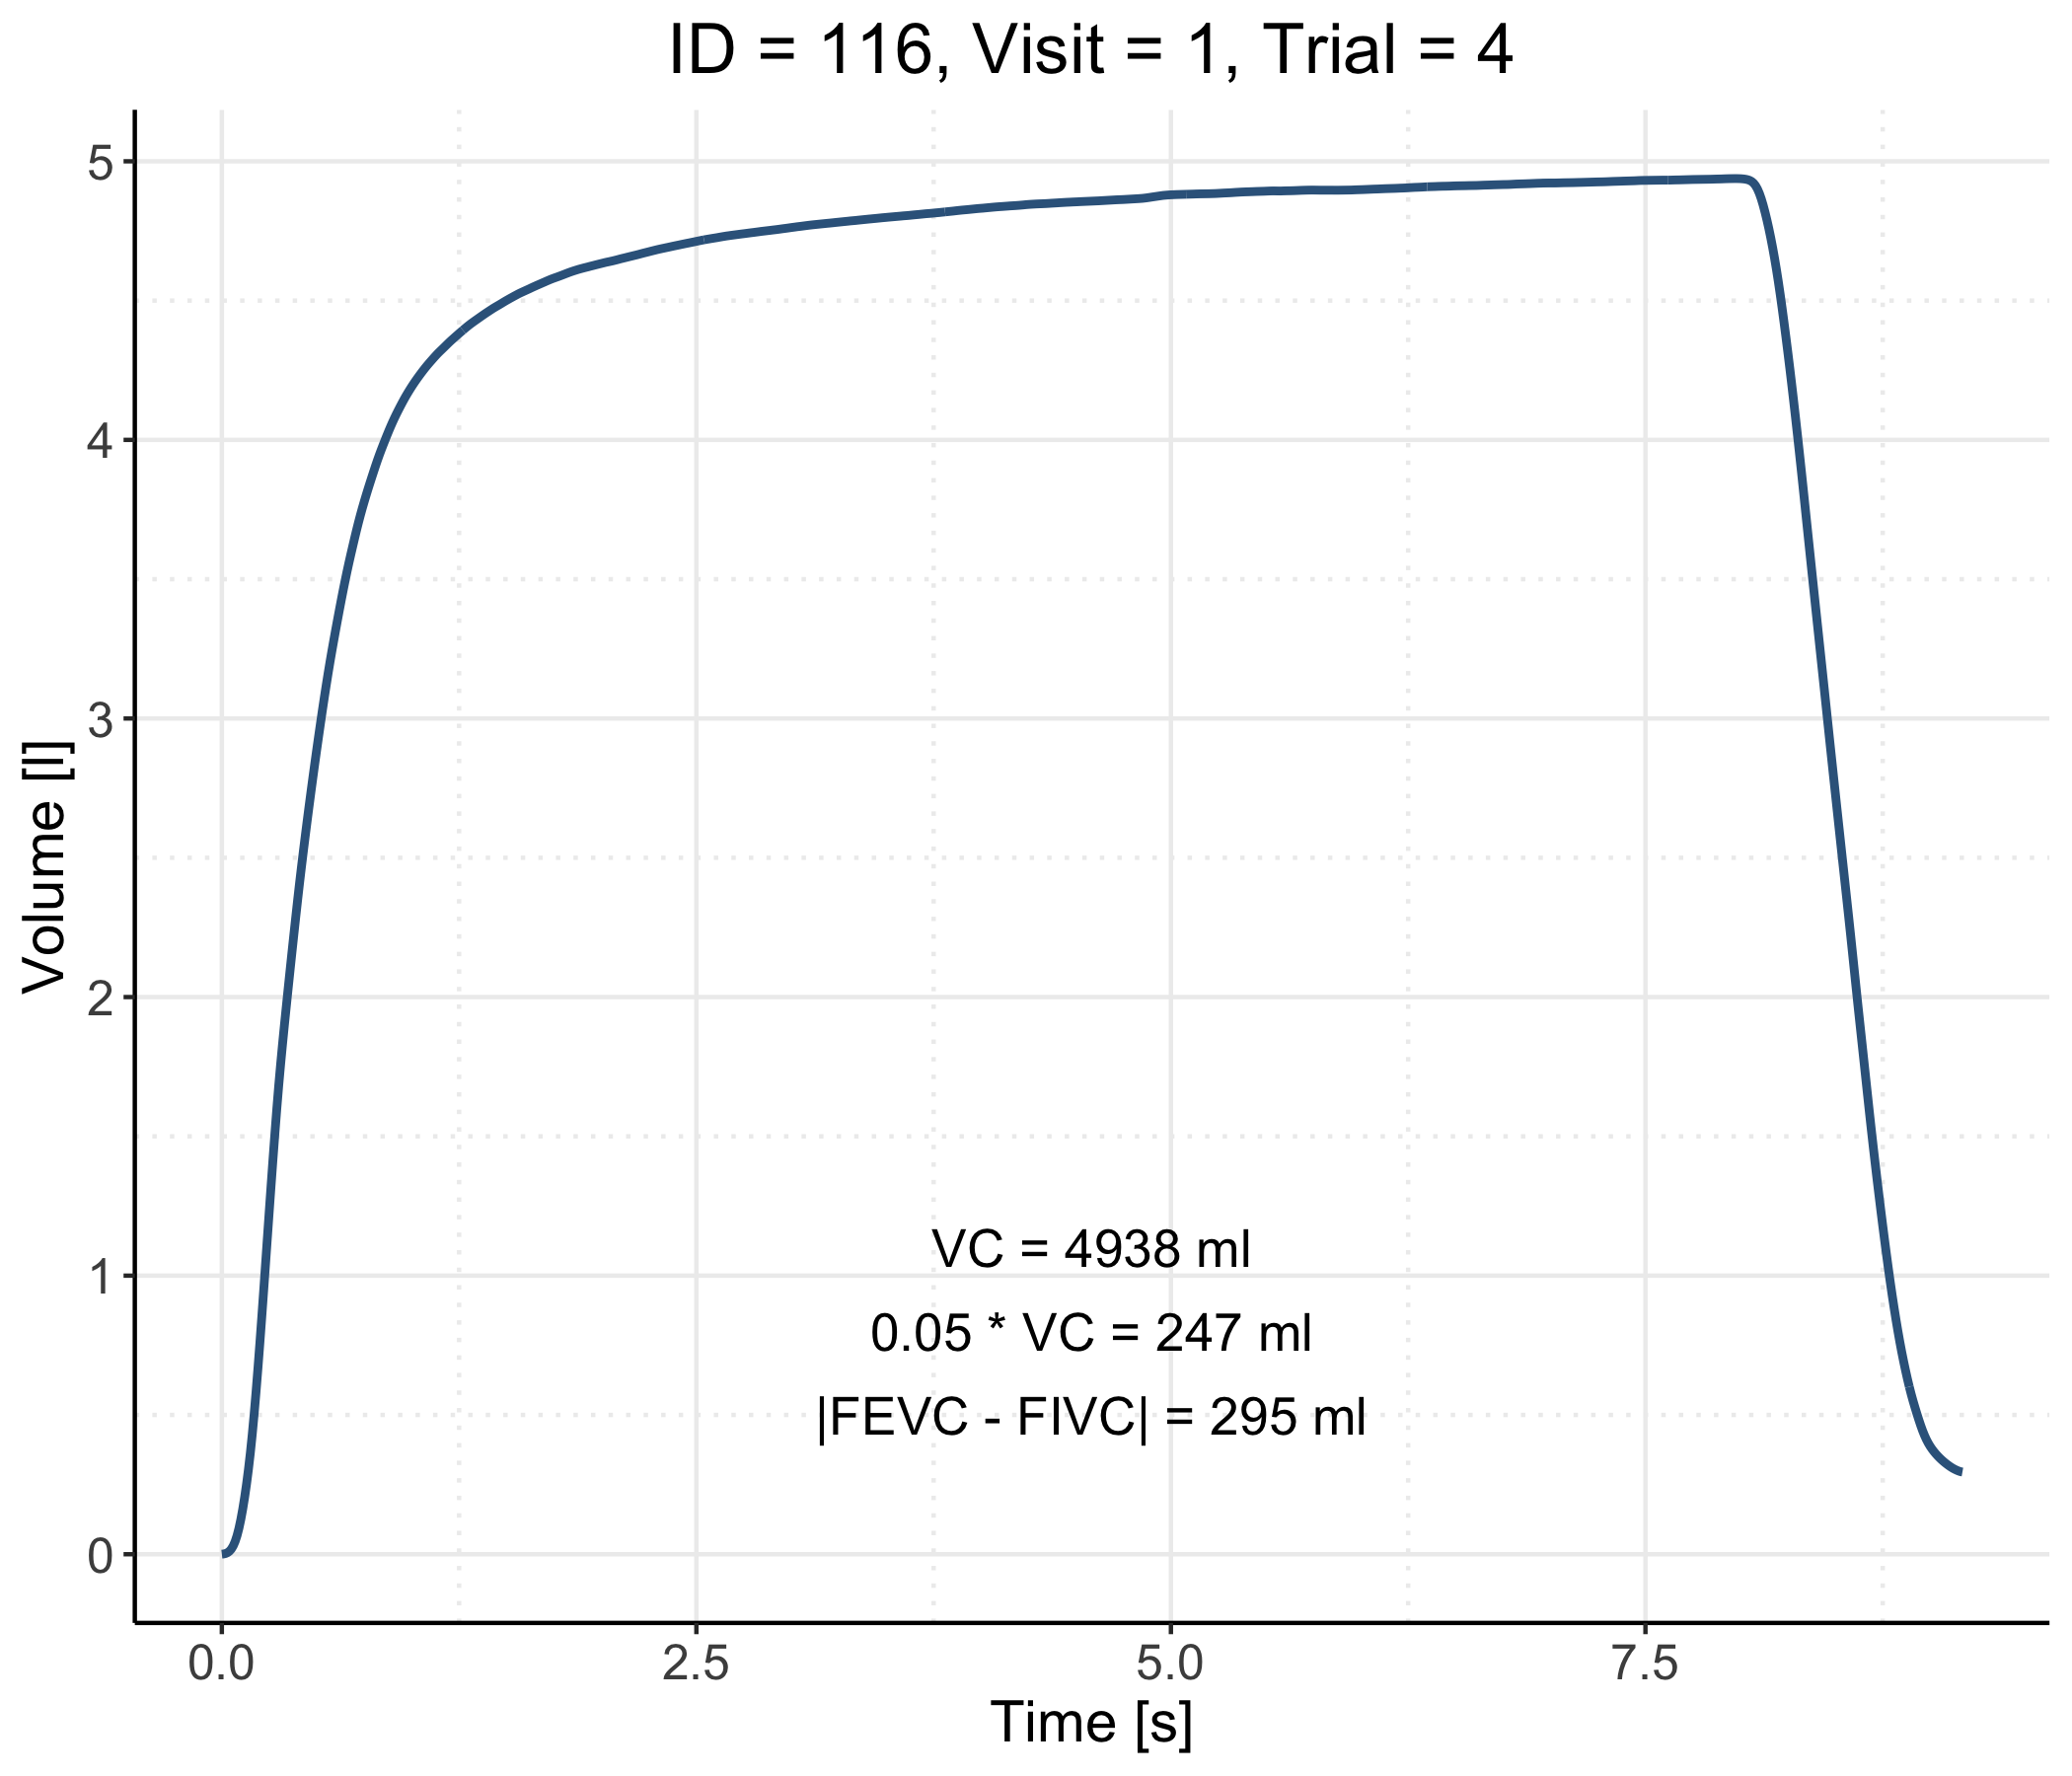 ID = 116, Visit = 1, Trial = 4
5
4
3
2
1
0
Volume [l]
VC = 4938 ml
0.05 * VC = 247 ml
|FEVC - FIVC| = 295 ml
0.0 2.5 5.0 7.5
Time [s]